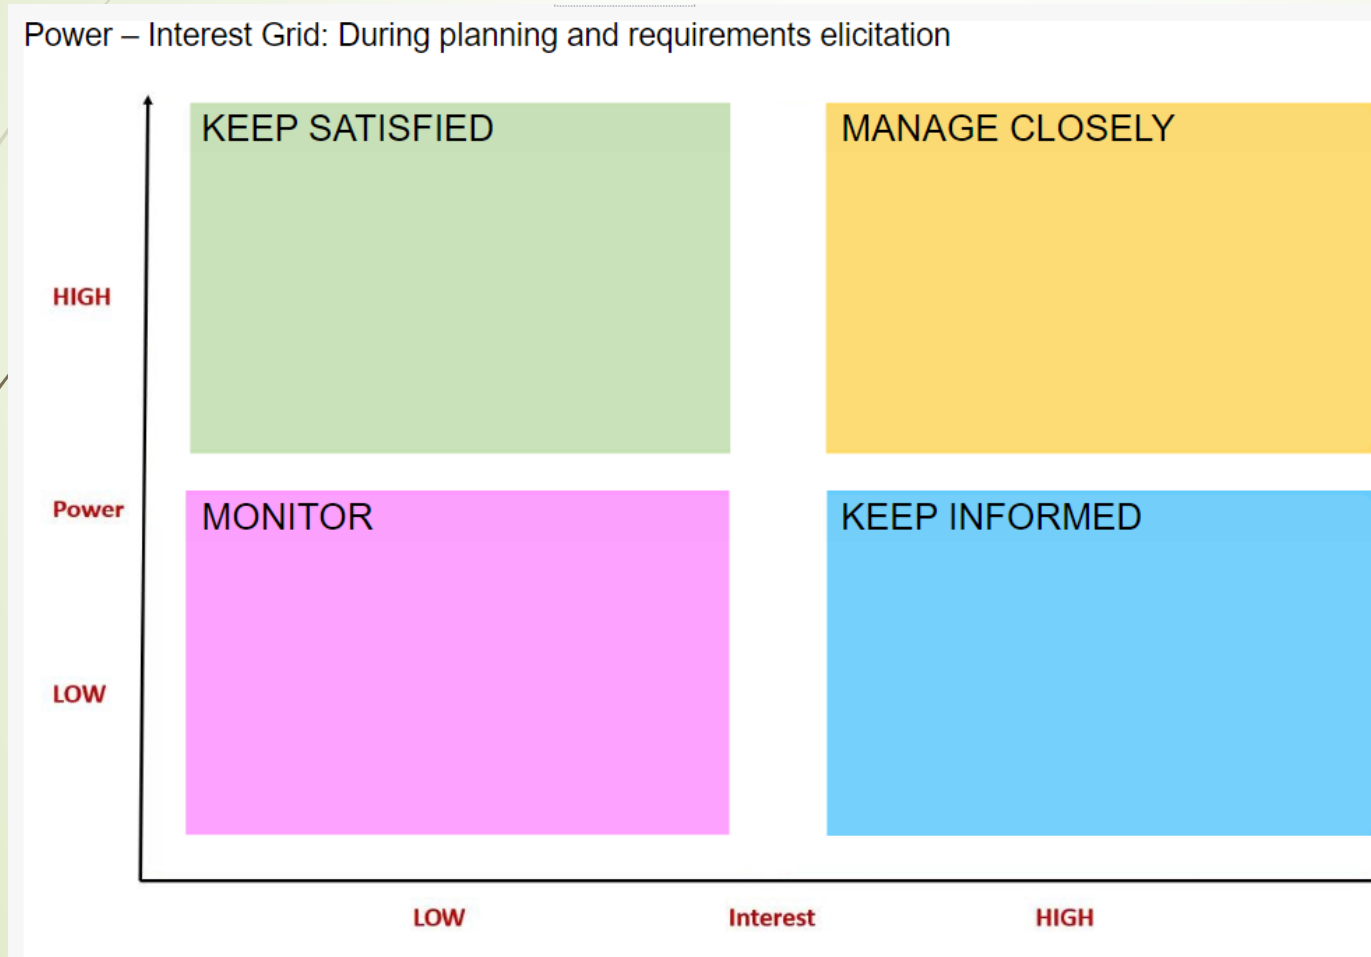 Power – Interest Grid: During planning and requirements elicitation
KEEP SATISFIED
MANAGE CLOSELY
HIGH
Power
MONITOR
KEEP INFORMED
LOW
LOW
Interest
HIGH